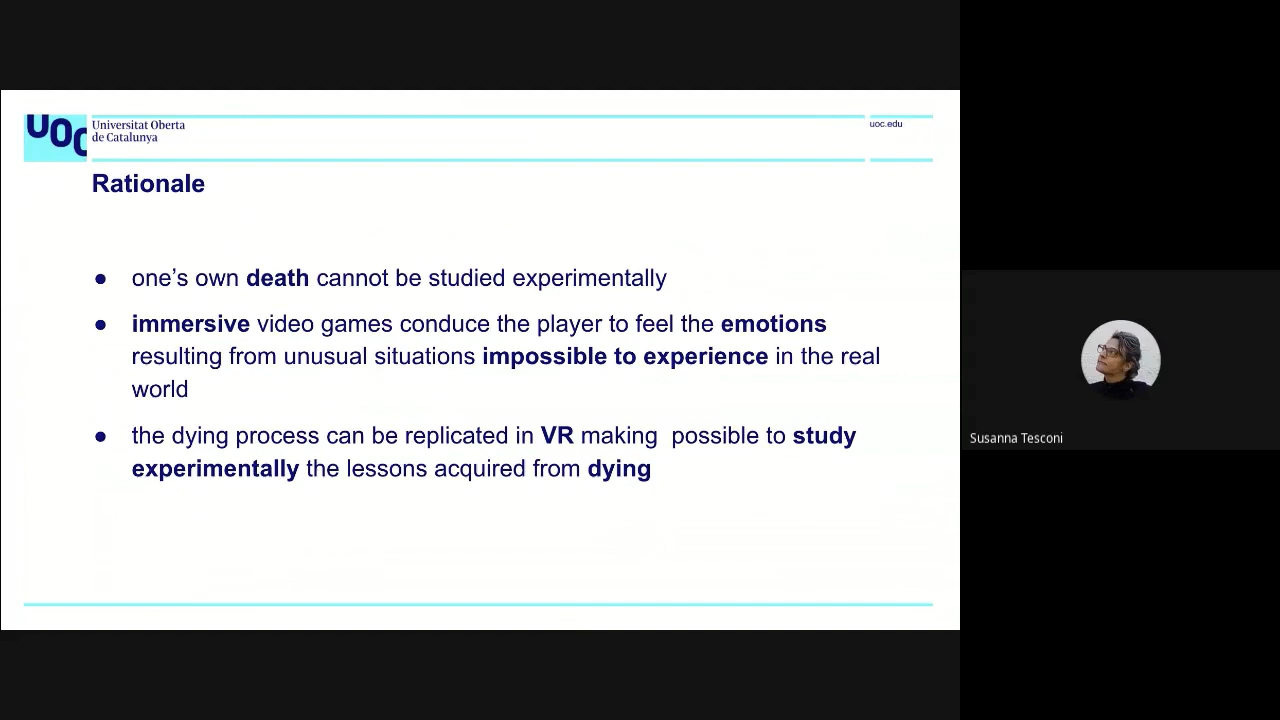 UOC
Universitat Oberta
de Catalunya
uoc.edu
Rationale
● one’s own death cannot be studied experimentally
● immersive video games conduce the player to feel the emotions
resulting from unusual situations impossible to experience in the real
world
● the dying process can be replicated in VR making  possible to study
experimentally the lessons acquired from dying
Susanna Tesconi